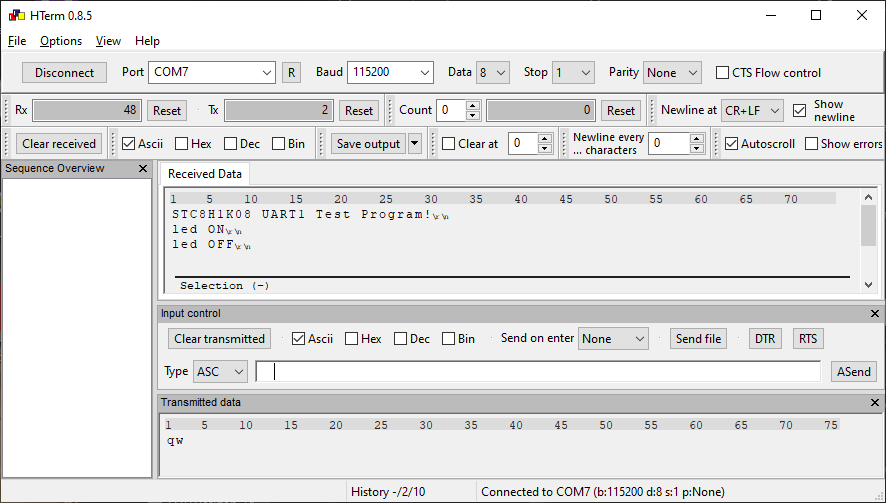 HTerm 0.8.5
File Options View Help
Disconnect Port COM7 R Baud 115200 Data 8 Stop 1 Parity None CTS Flow control
Rx 48 Reset Tx 2 Reset Count 0 0 Reset Newline at CR+LF Show newline
Clear received Ascii Hex Dec Bin Save output Clear at 0 Newline every ... characters 0 Autoscroll Show errors
Sequence Overview
Received Data
1 5 10 15 20 25 30 35 40 45 50 55 60 65 70
STC8H1K08 UART1 Test Program!\r\n
led ON\r\n
led OFF\r\n
Selection (-)
Input control
Clear transmitted Ascii Hex Dec Bin Send on enter None Send file DTR RTS
Type ASC ASend
Transmitted data
1 5 10 15 20 25 30 35 40 45 50 55 60 65 70 75
qw
History -/2/10 Connected to COM7 (b:115200 d:8 s:1 p:None)